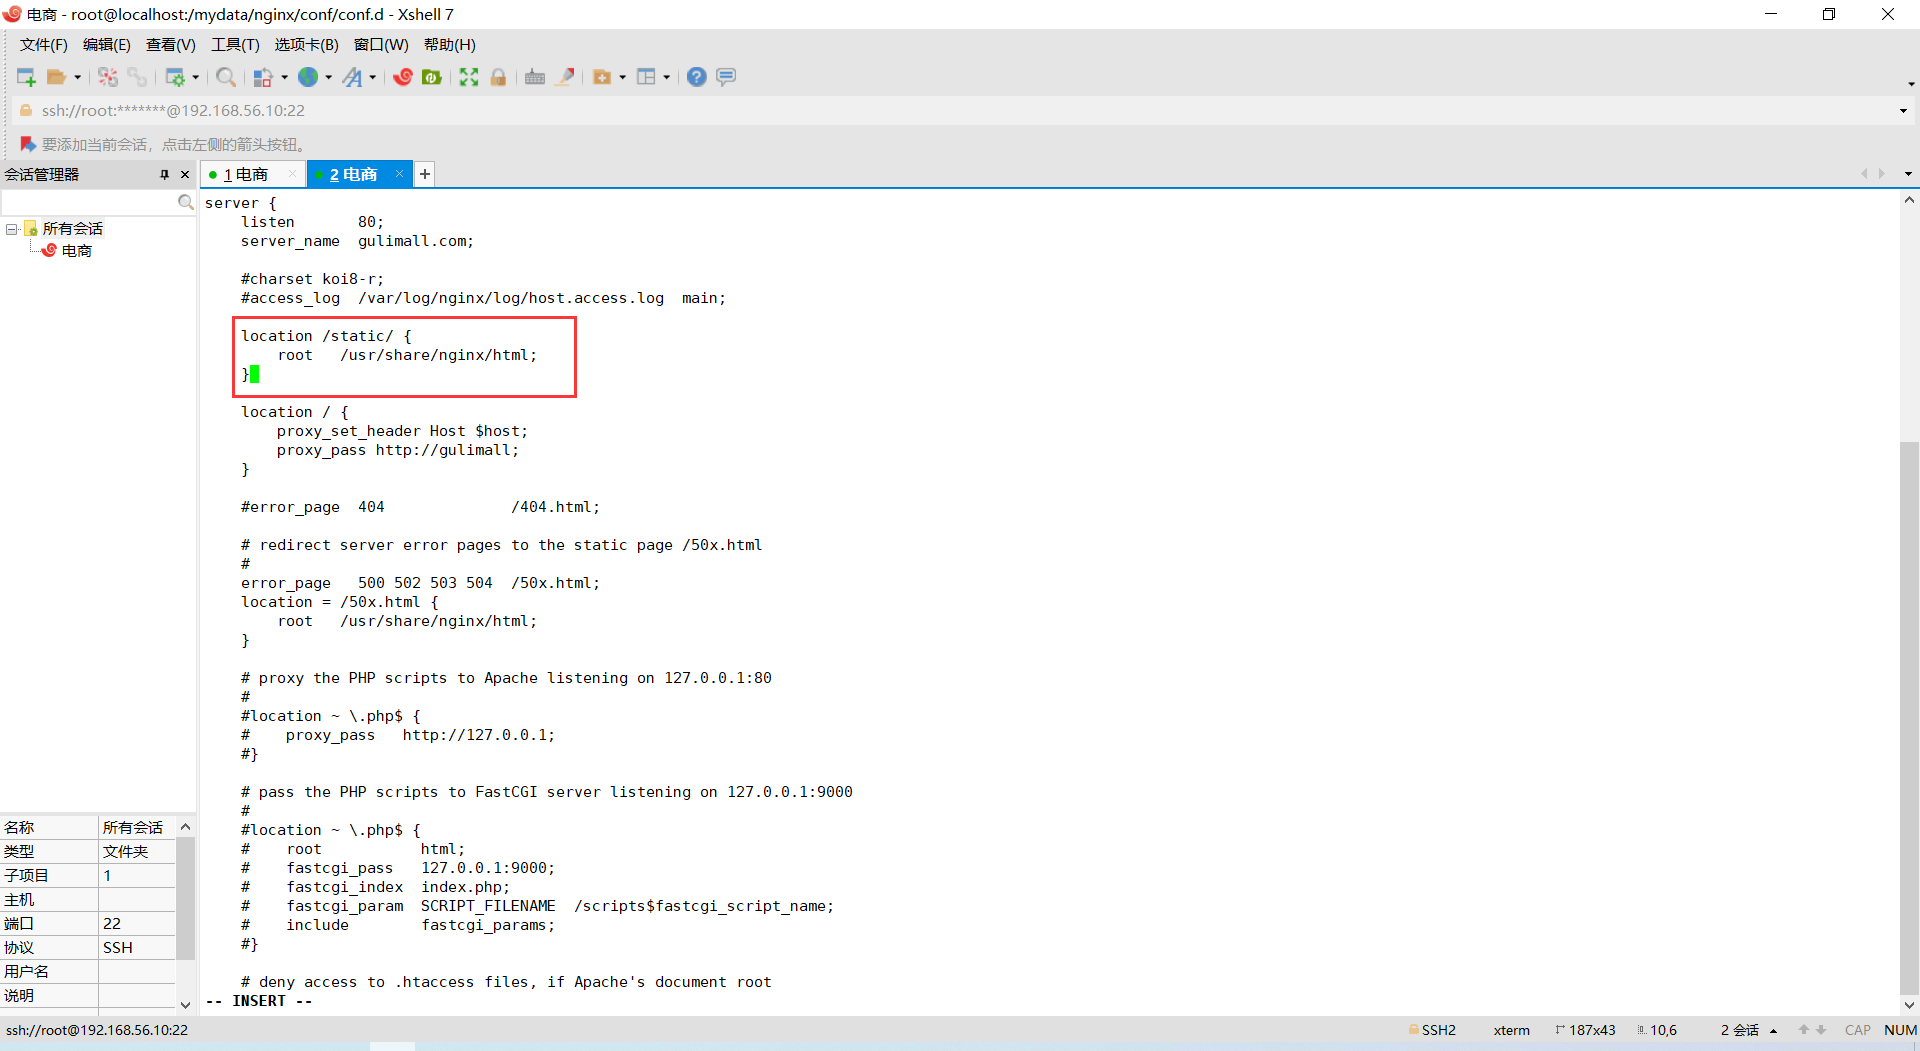 电商 - root@localhost:/mydata/nginx/conf/conf.d - Xshell 7
文件(F) 编辑(E) 查看(V) 工具(T) 选项卡(B) 窗口(W) 帮助(H)
ssh://root:*******@192.168.56.10:22
要添加当前会话，点击左侧的箭头按钮。
会话管理器
1 电商
2 电商
所有会话
电商
server {
    listen       80;
    server_name  gulimall.com;

    #charset koi8-r;
    #access_log  /var/log/nginx/log/host.access.log  main;

    location /static/ {
        root   /usr/share/nginx/html;
    }

    location / {
        proxy_set_header Host $host;
        proxy_pass http://gulimall;
    }

    #error_page  404              /404.html;

    # redirect server error pages to the static page /50x.html
    #
    error_page   500 502 503 504  /50x.html;
    location = /50x.html {
        root   /usr/share/nginx/html;
    }

    # proxy the PHP scripts to Apache listening on 127.0.0.1:80
    #
    #location ~ \.php$ {
    #    proxy_pass   http://127.0.0.1;
    #}

    # pass the PHP scripts to FastCGI server listening on 127.0.0.1:9000
    #
    #location ~ \.php$ {
    #    root           html;
    #    fastcgi_pass   127.0.0.1:9000;
    #    fastcgi_index  index.php;
    #    fastcgi_param  SCRIPT_FILENAME  /scripts$fastcgi_script_name;
    #    include        fastcgi_params;
    #}

    # deny access to .htaccess files, if Apache's document root
-- INSERT --
名称 所有会话
类型 文件夹
子项目 1
主机
端口 22
协议 SSH
用户名
说明
ssh://root@192.168.56.10:22 SSH2 xterm 187x43 10,6 2 会话 CAP NUM